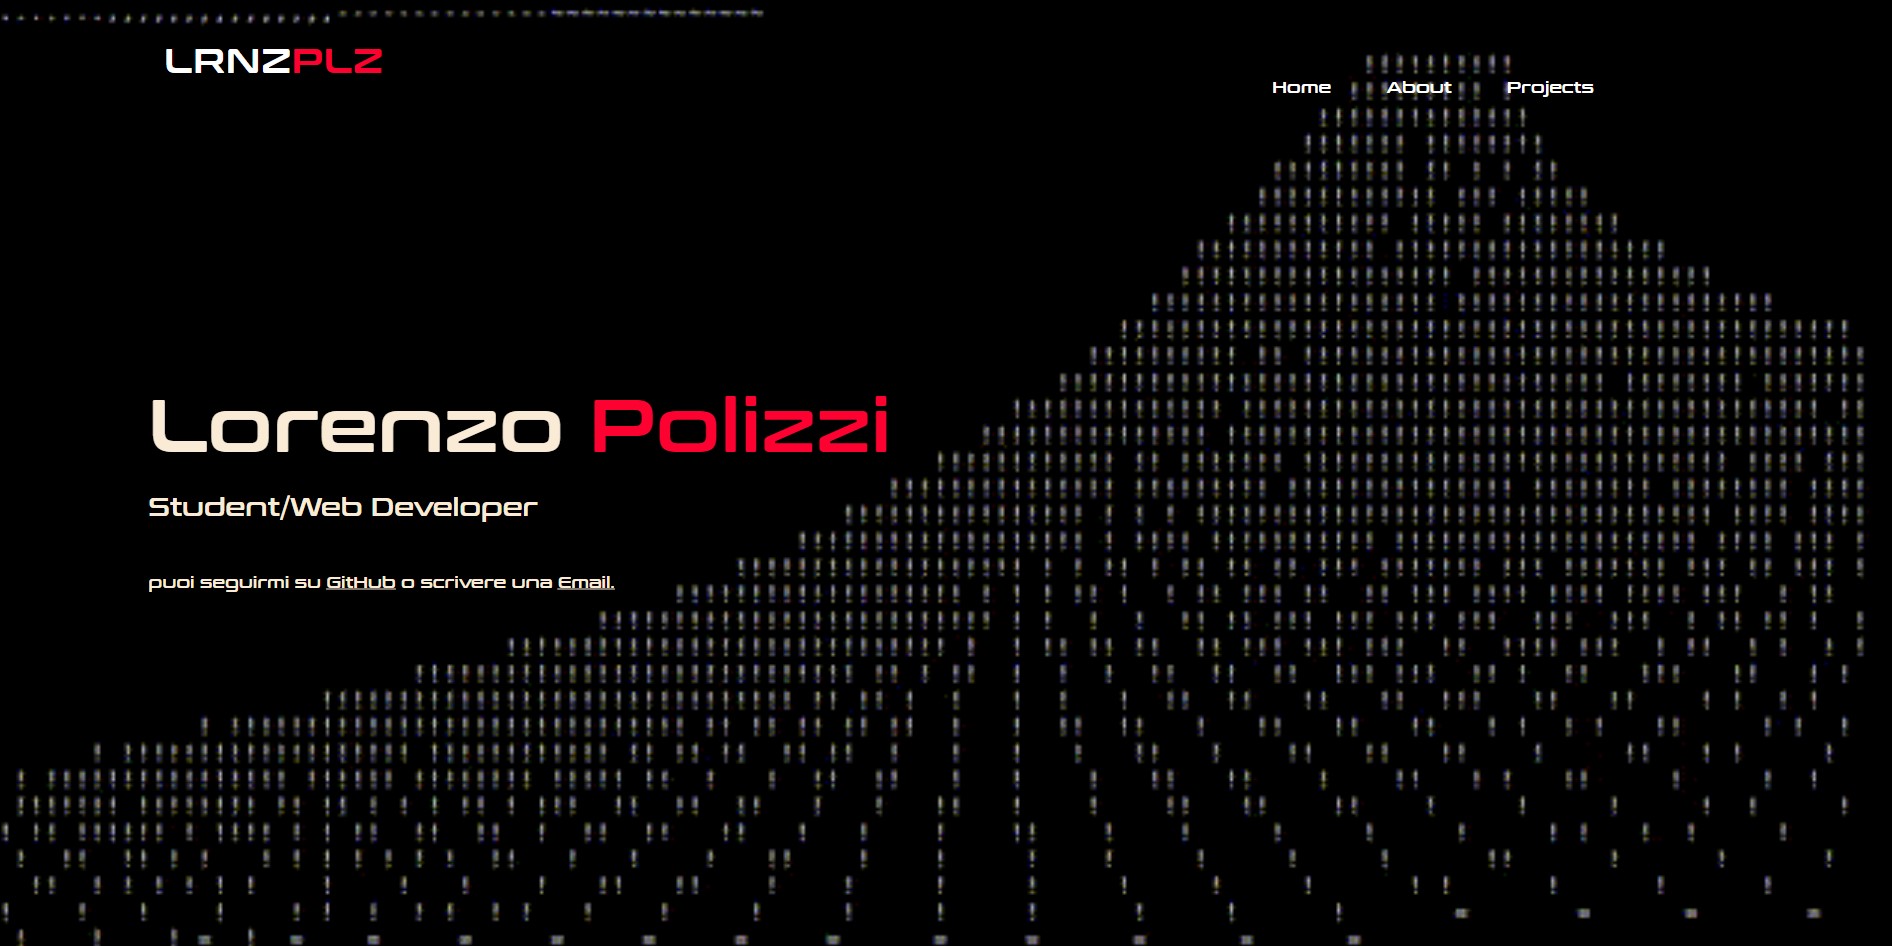 LRNZPLZ
Home About Projects
Lorenzo Polizzi
Student/Web Developer
puoi seguirmi su GitHub o scrivere una Email.